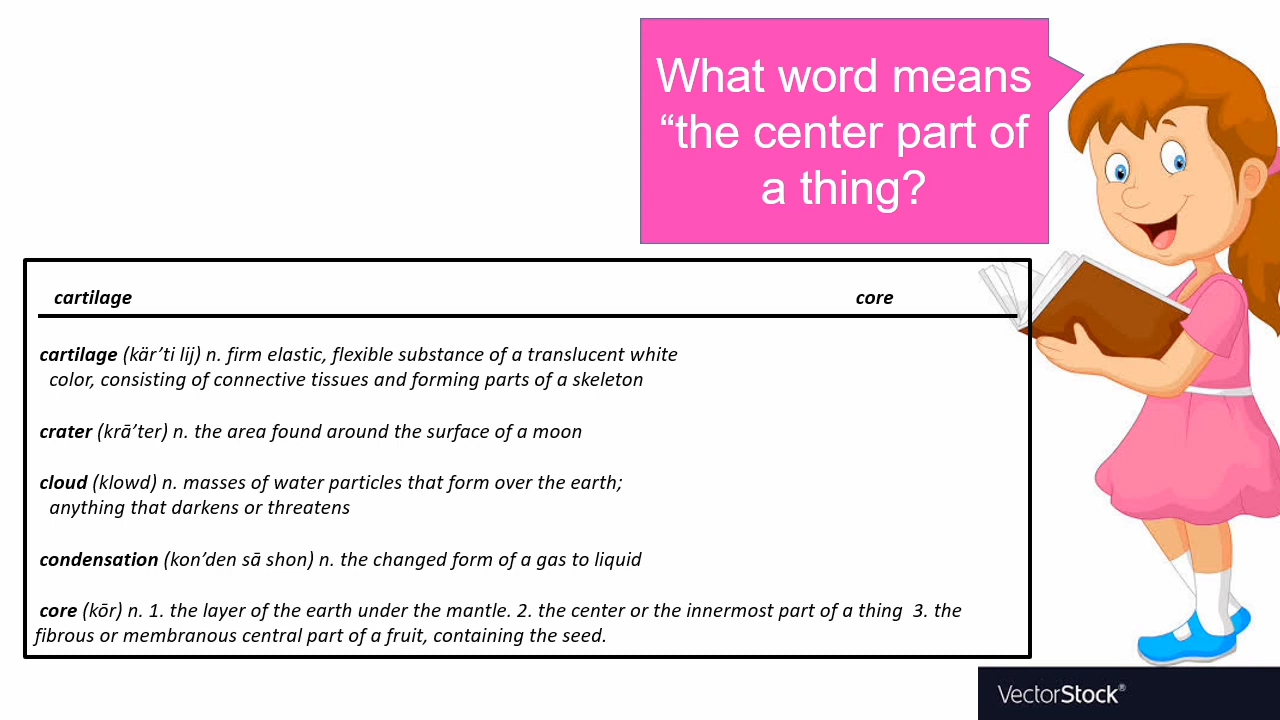 What word means
“the center part of
a thing?
cartilage core
cartilage (kär’ti lij) n. firm elastic, flexible substance of a translucent white
color, consisting of connective tissues and forming parts of a skeleton
crater (krā’ter) n. the area found around the surface of a moon
cloud (klowd) n. masses of water particles that form over the earth;
anything that darkens or threatens
condensation (kon’den sā shon) n. the changed form of a gas to liquid
core (kōr) n. 1. the layer of the earth under the mantle. 2. the center or the innermost part of a thing 3. the
fibrous or membranous central part of a fruit, containing the seed.
VectorStock®